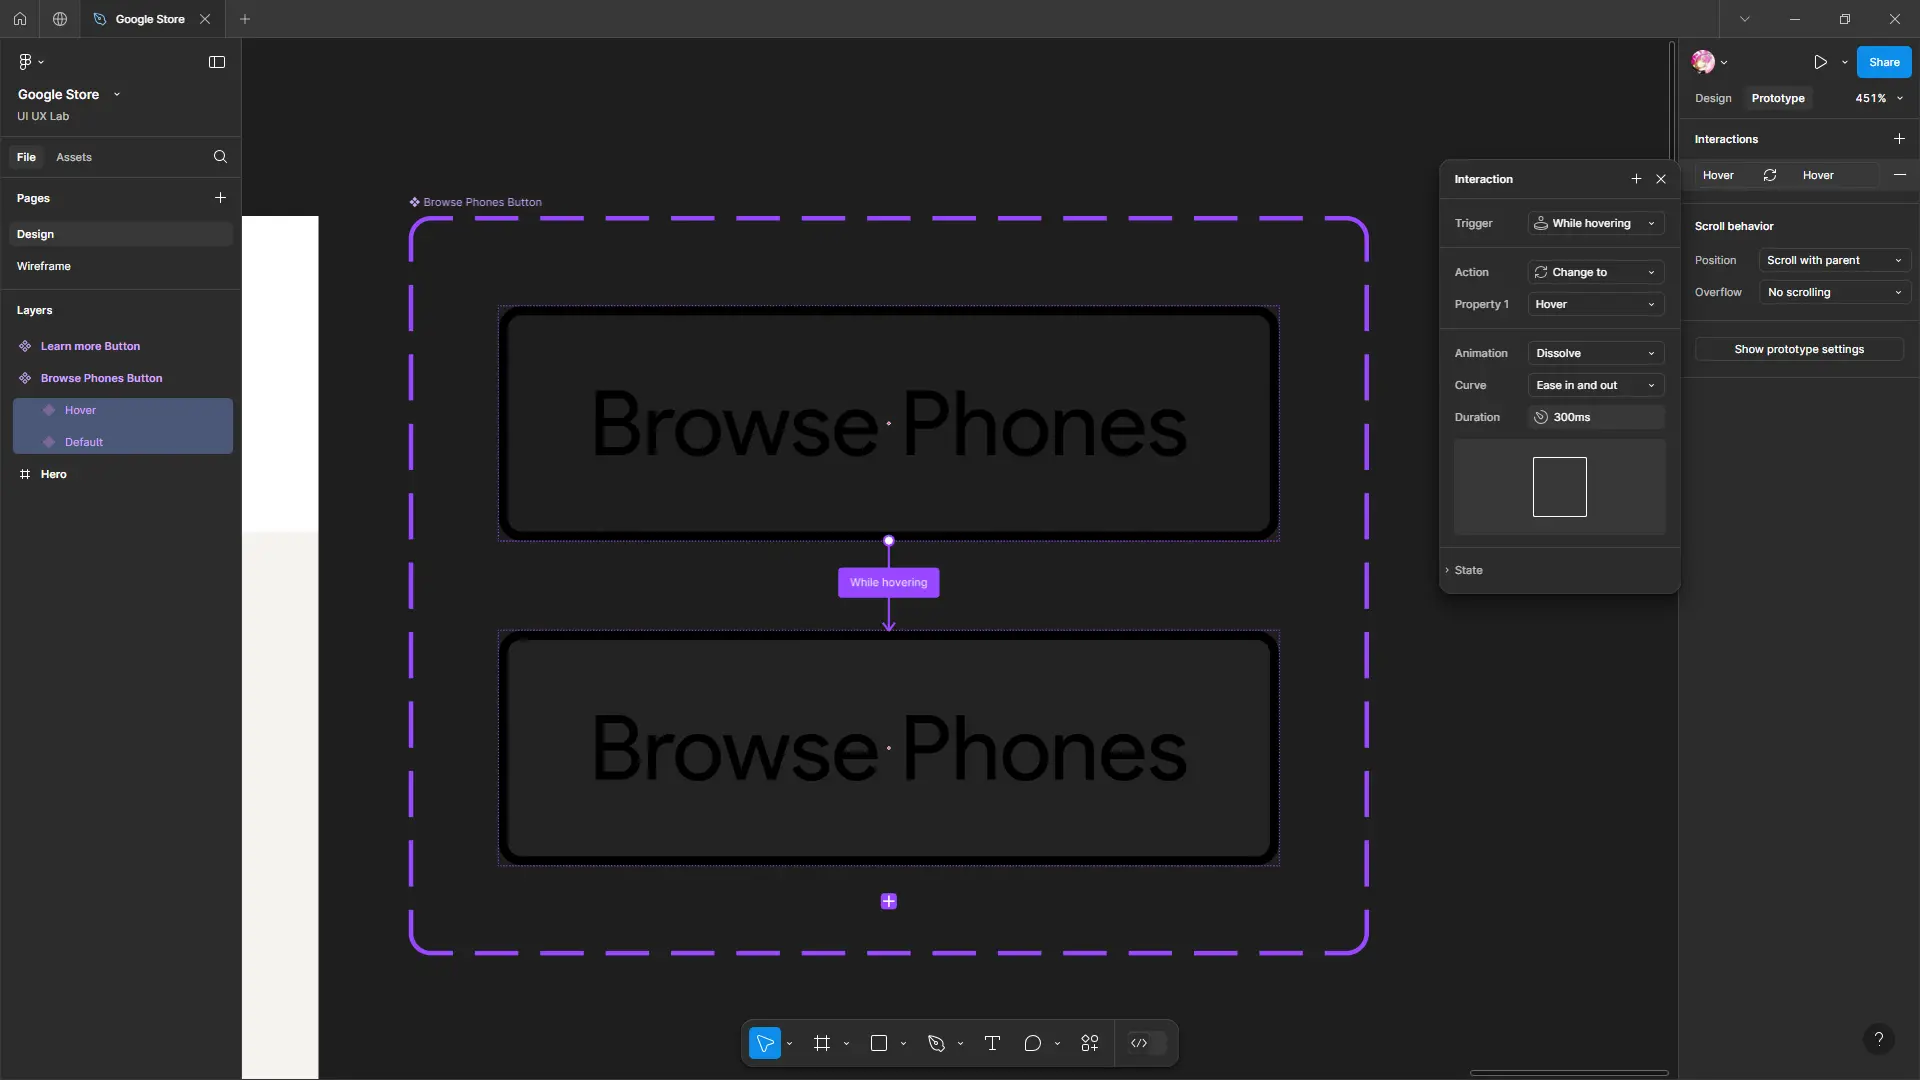 Google Store
Google Store
UI UX Lab
File
Assets
Pages
Design
Wireframe
Layers
Learn more Button
Browse Phones Button
Hover
Default
Hero
Browse Phones Button
Browse Phones
While hovering
Browse Phones
Interaction
Trigger
While hovering
Action
Change to
Property 1
Hover
Animation
Dissolve
Curve
Ease in and out
Duration
300ms
State
Share
Design
Prototype
451%
Interactions
Hover
Hover
Scroll behavior
Position
Scroll with parent
Overflow
No scrolling
Show prototype settings
?